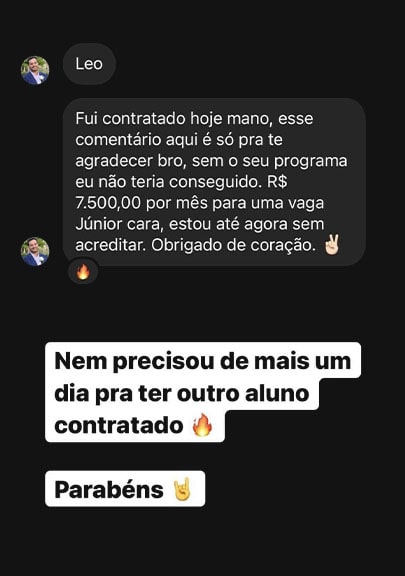 Leo
Fui contratado hoje mano, esse
comentário aqui é só pra te
agradecer bro, sem o seu programa
eu não teria conseguido. R$
7.500,00 por mês para uma vaga
Júnior cara, estou até agora sem
acreditar. Obrigado de coração. ✌🏻
🔥
Nem precisou de mais um
dia pra ter outro aluno
contratado 🔥
Parabéns 🤘